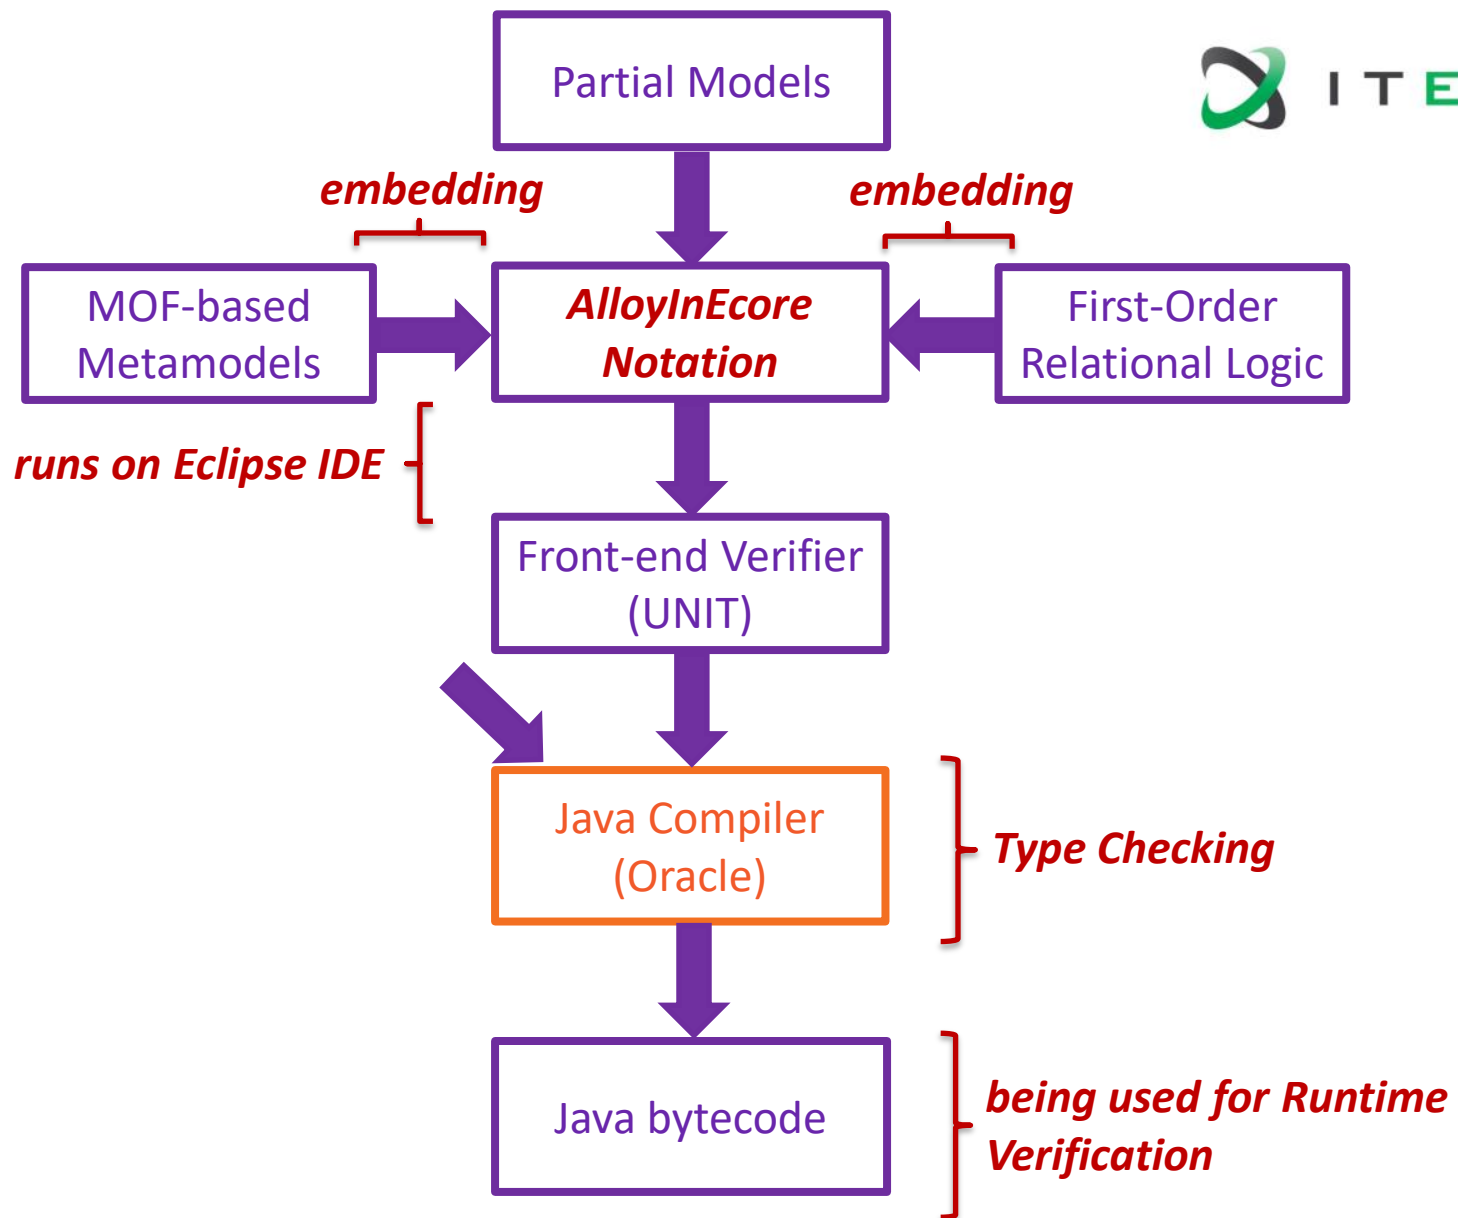 Partial Models
I T E
embedding
embedding
MOF-based
Metamodels
AlloyInEcore
Notation
First-Order
Relational Logic
runs on Eclipse IDE
Front-end Verifier
(UNIT)
Java Compiler
(Oracle)
Type Checking
Java bytecode
being used for Runtime
Verification